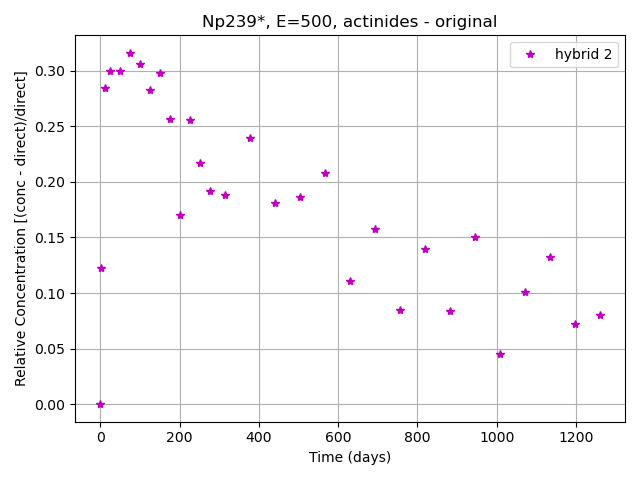 Np239*, E=500, actinides - original
hybrid 2
Relative Concentration [(conc - direct)/direct]
0.30
0.25
0.20
0.15
0.10
0.05
0.00
0 200 400 600 800 1000 1200
Time (days)